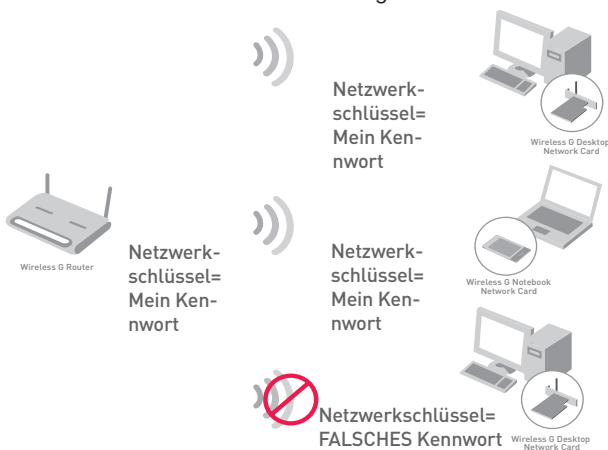 Netzwerk-
schlüssel=
Mein Ken-
nwort
Wireless G Desktop
Network Card
Wireless G Router
Netzwerk-
schlüssel=
Mein Ken-
nwort
Netzwerk-
schlüssel=
Mein Ken-
nwort
Wireless G Notebook
Network Card
Netzwerkschlüssel=
FALSCHES Kennwort
Wireless G Desktop
Network Card